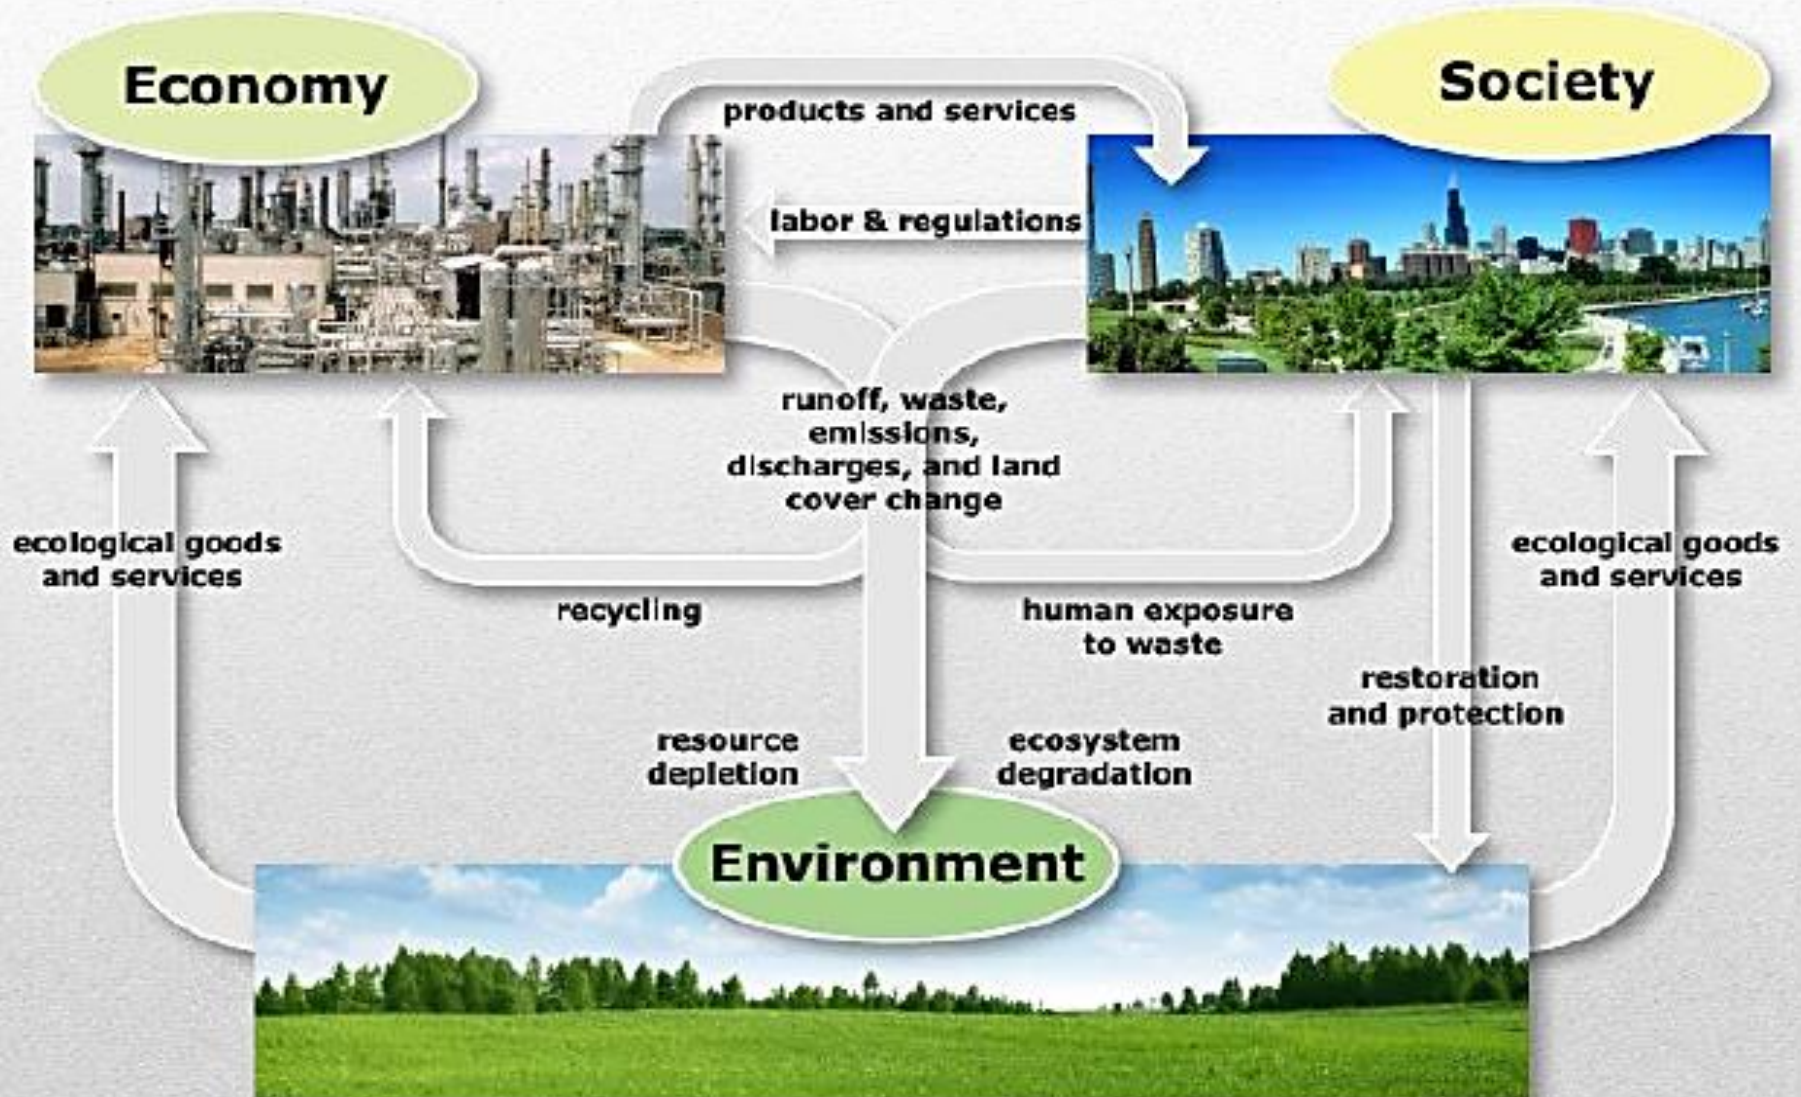 Economy
Society
products and services
labor & regulations
runoff, waste,
emissions,
discharges, and land
cover change
ecological goods
and services
ecological goods
and services
recycling
human exposure
to waste
restoration
and protection
resource
depletion
ecosystem
degradation
Environment